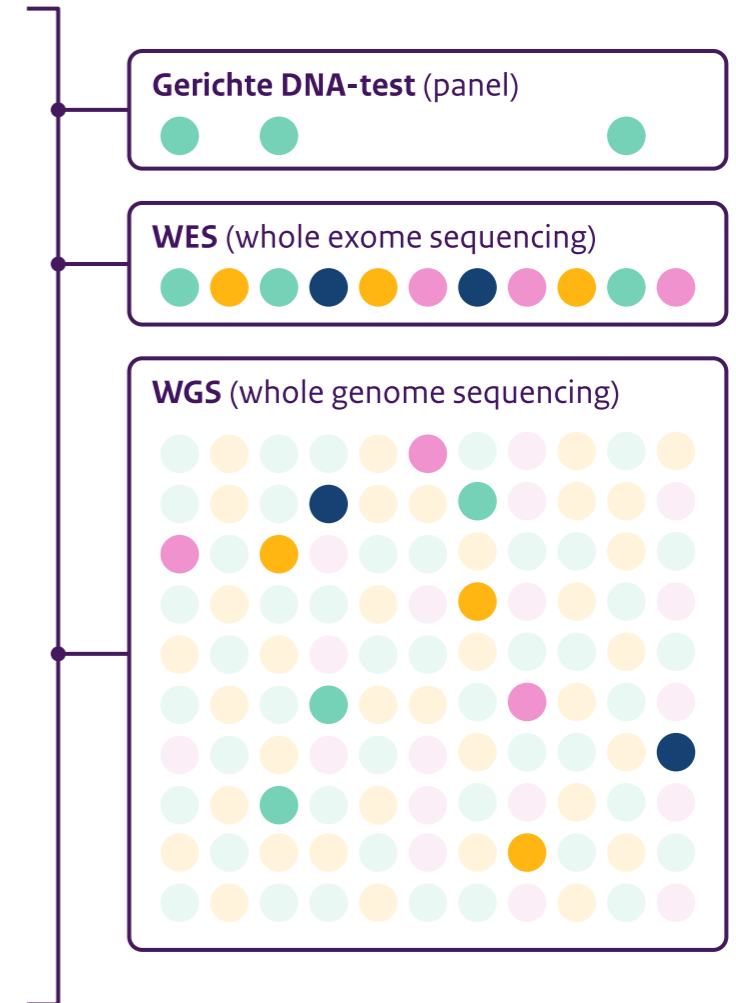 Gerichte DNA-test (panel)
WES (whole exome sequencing)
WGS (whole genome sequencing)